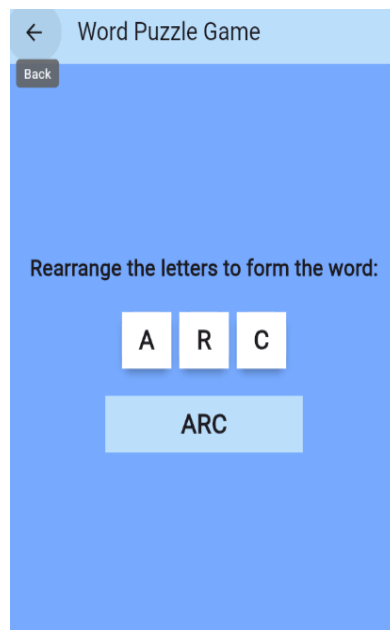 Word Puzzle Game
Back
Rearrange the letters to form the word:
A R C
ARC